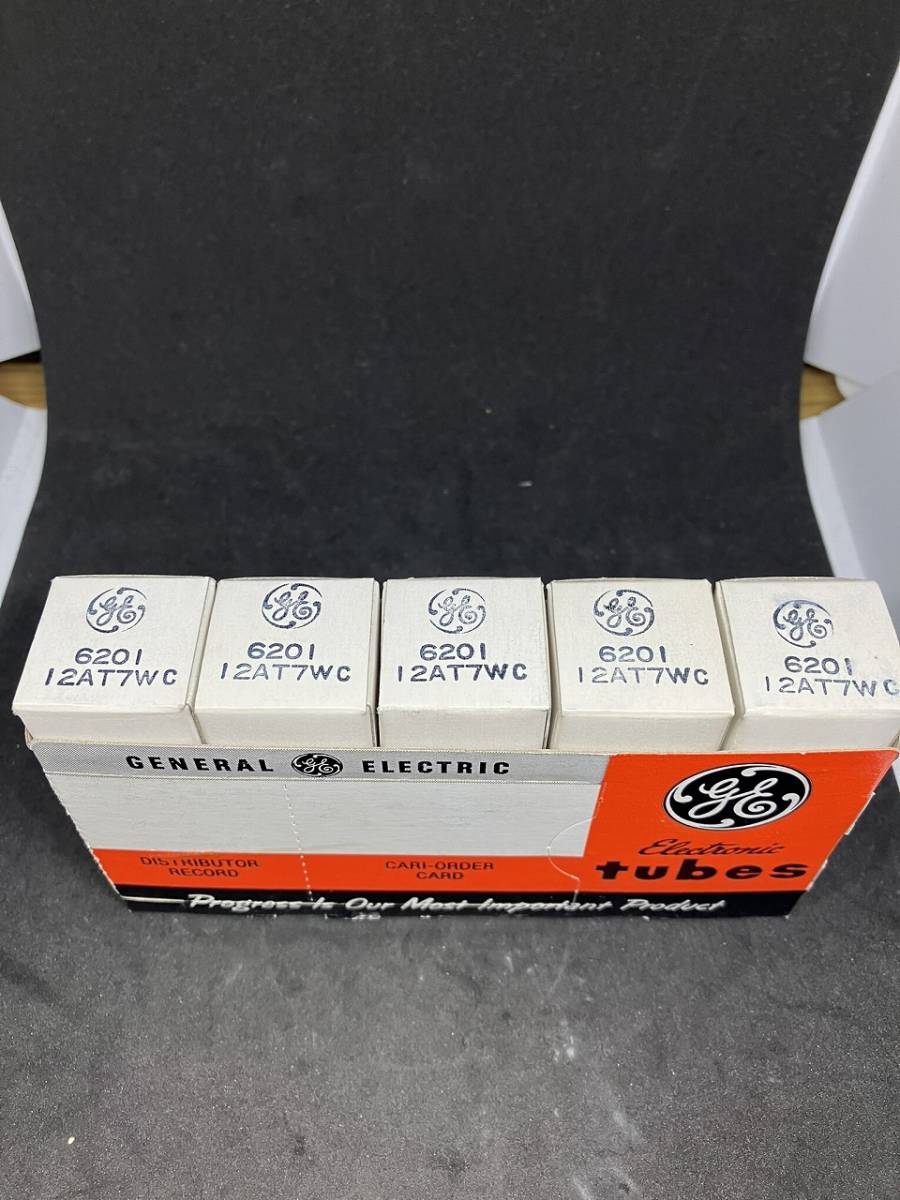 GE
6201
12AT7WC
GE
6201
12AT7WC
GE
6201
12AT7WC
GE
6201
12AT7WC
GE
6201
12AT7WC
GENERAL GE ELECTRIC
GE
Electronic
tubes
DISTRIBUTOR
RECORD
CARI-ORDER
CARD
Progress Is Our Most Important Product